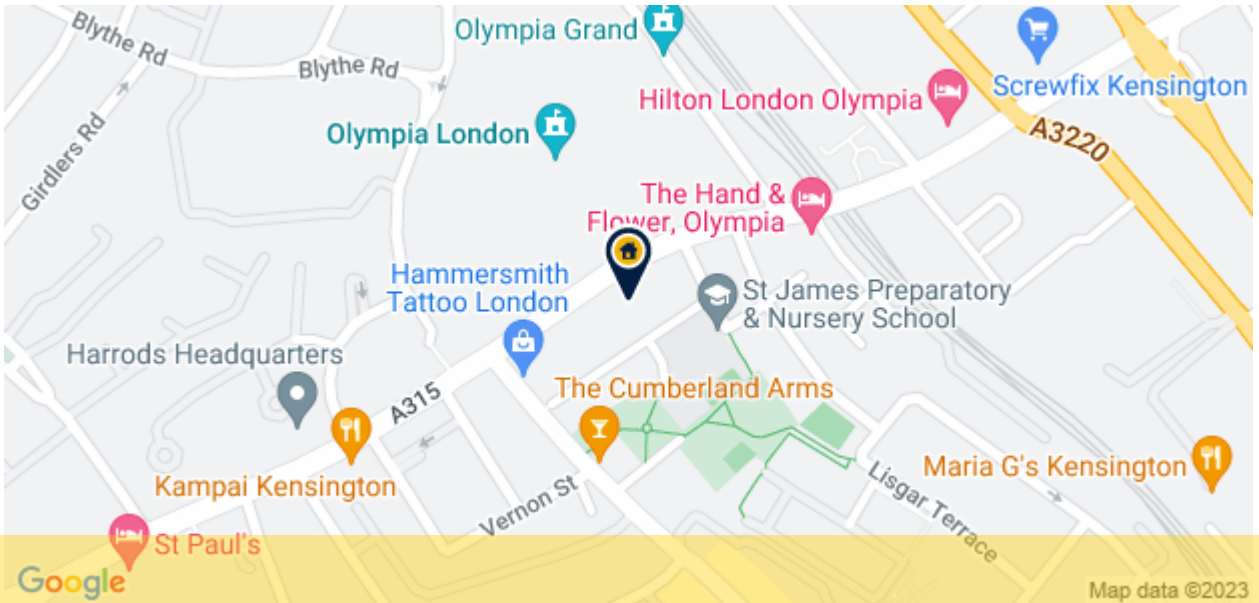 Blythe Rd
Olympia Grand
Blythe Rd
Screwfix Kensington
Hilton London Olympia
Olympia London
A3220
Girdlers Rd
The Hand &
Flower, Olympia
Hammersmith
Tattoo London
St James Preparatory
& Nursery School
Harrods Headquarters
The Cumberland Arms
A315
Maria G's Kensington
Kampai Kensington
Vernon St
Lisgar Terrace
St Paul's
Google
Map data ©2023